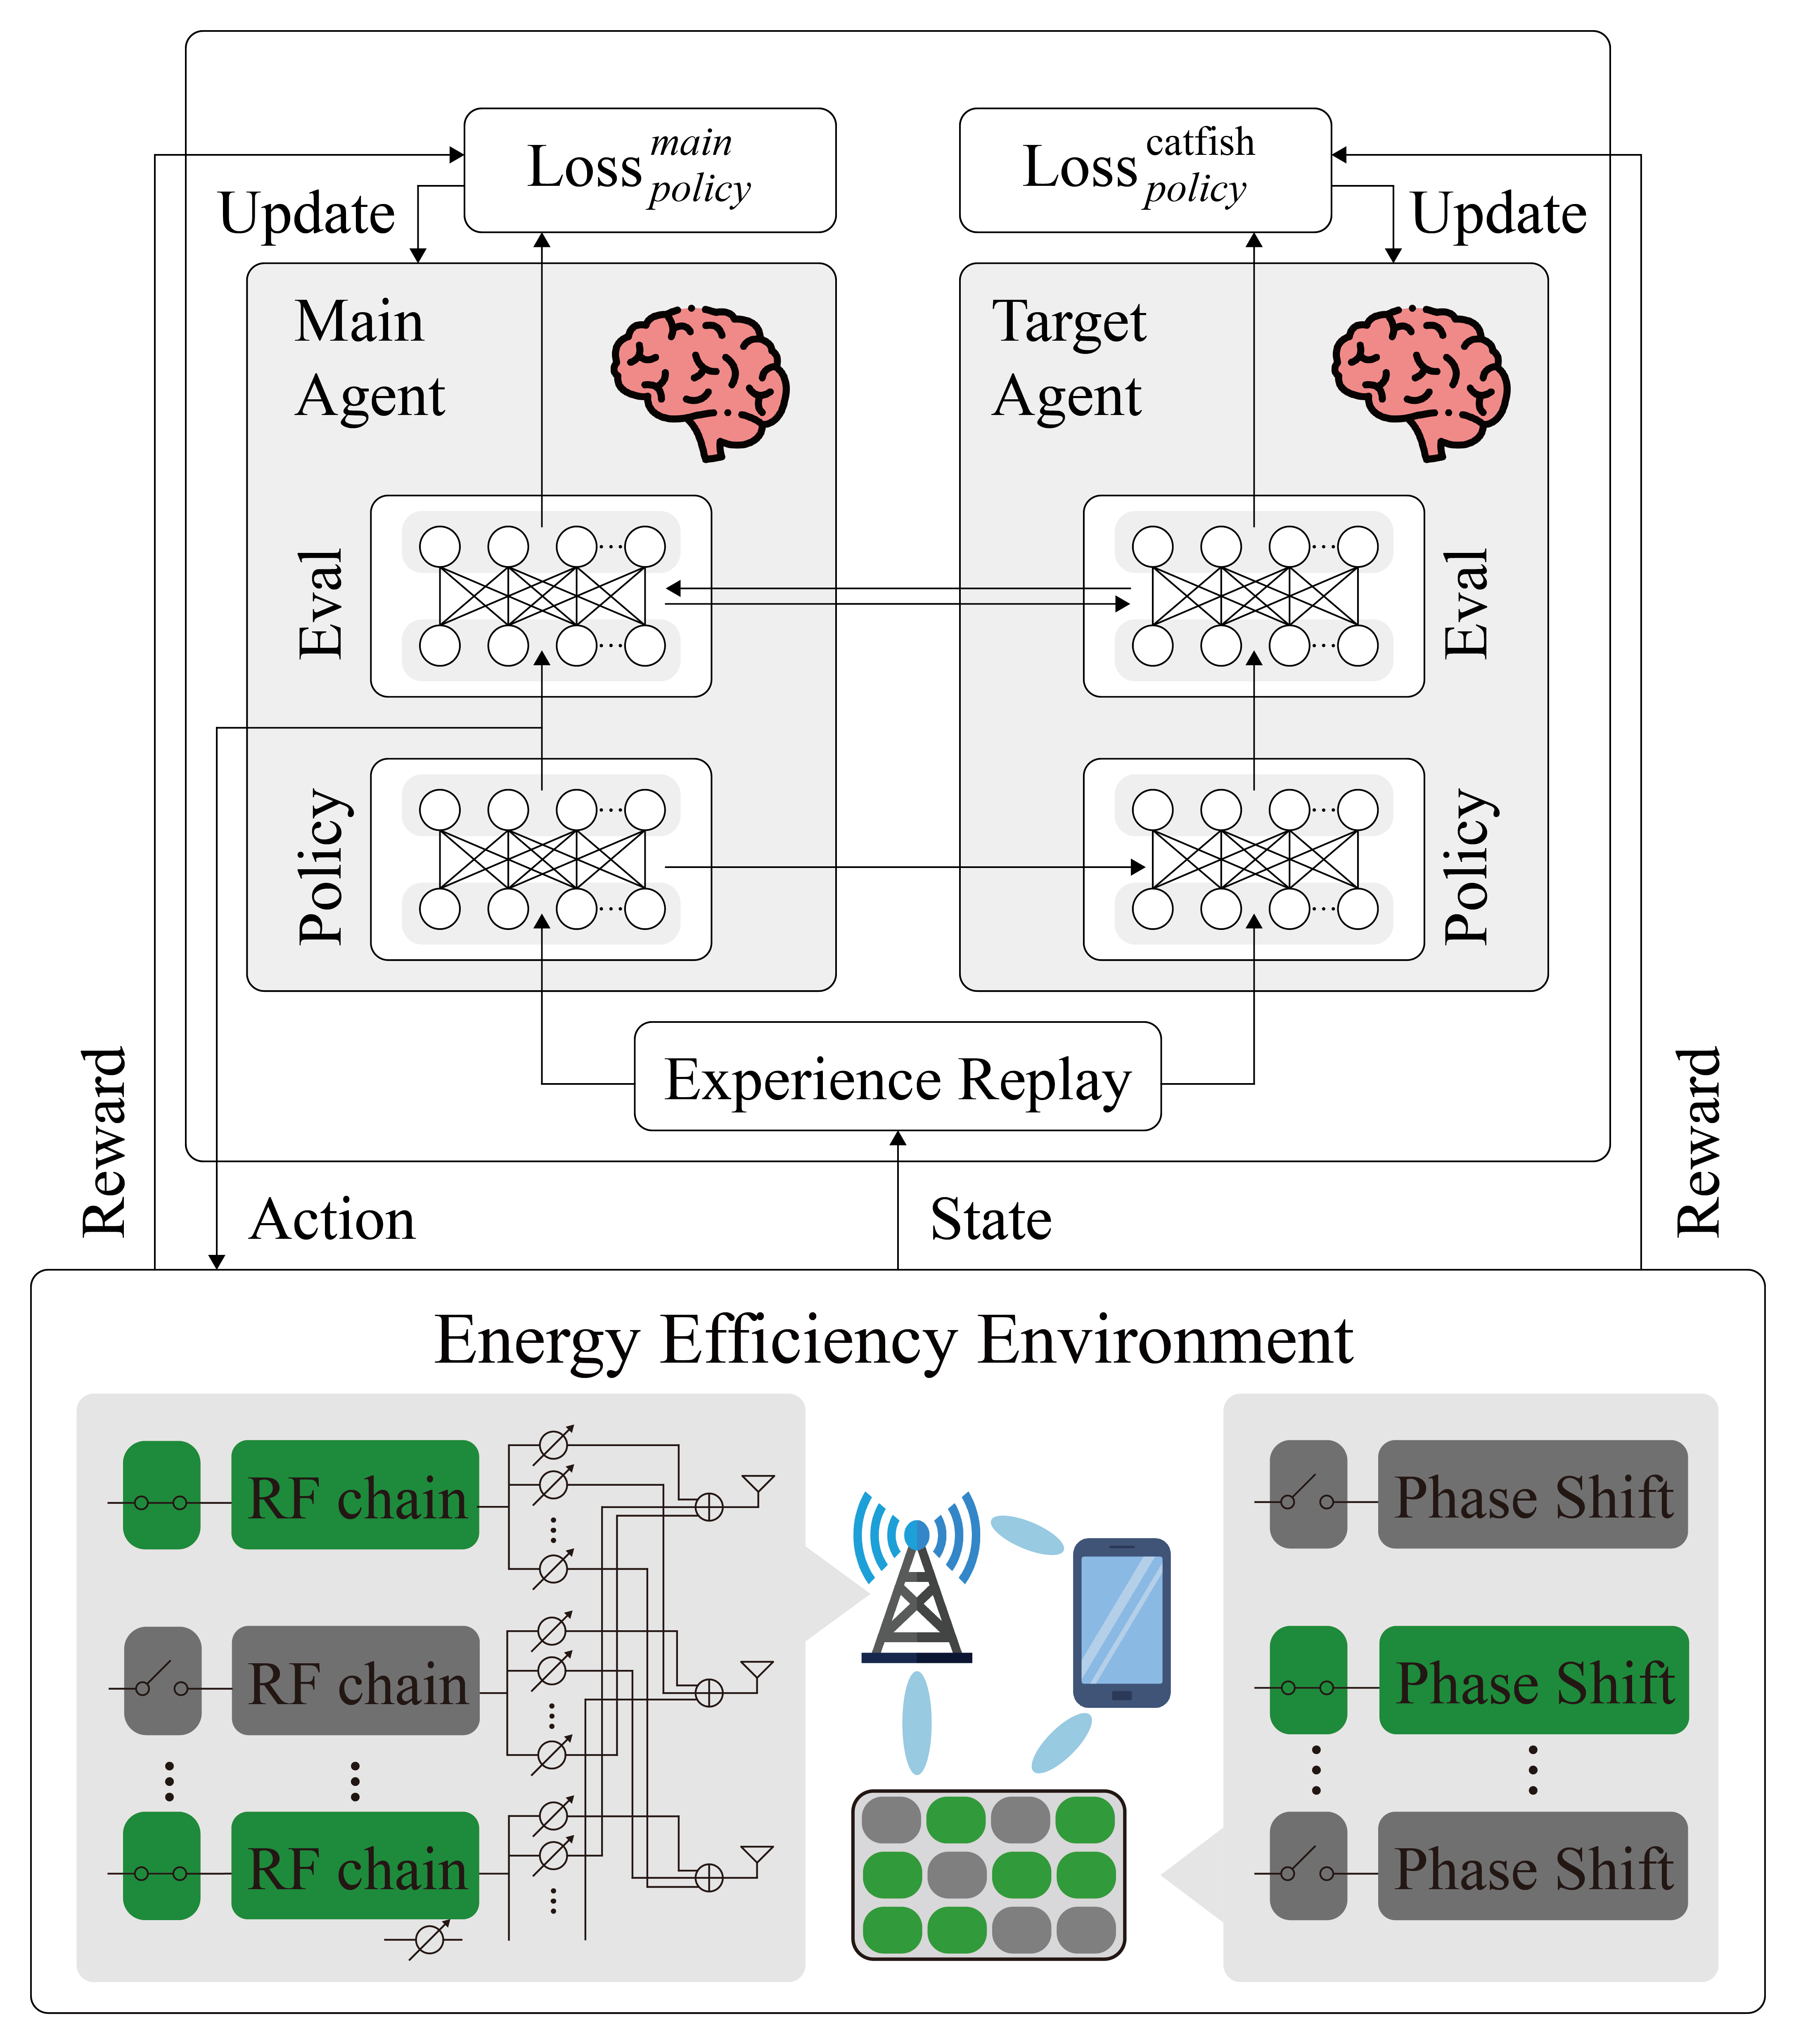 Loss main policy
Loss catfish policy
Update
Update
Main
Agent
Target
Agent
Eval
Eval
Policy
Policy
Experience Replay
Reward
Reward
Action
State
Energy Efficiency Environment
RF chain
RF chain
RF chain
Phase Shift
Phase Shift
Phase Shift